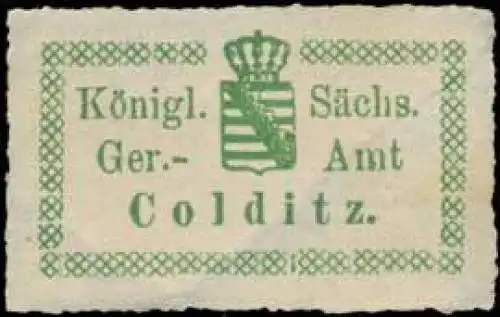 Königl. Sächs.
Ger.- Amt
Colditz.